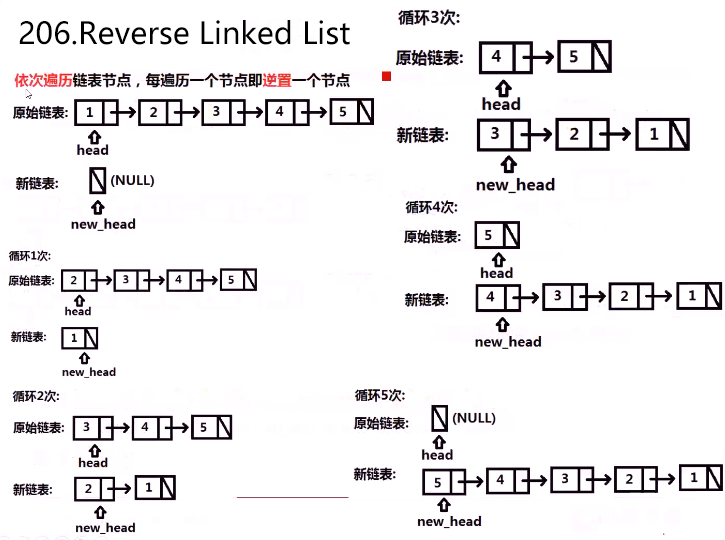 206.Reverse Linked List
依次遍历链表节点，每遍历一个节点即逆置一个节点
原始链表: 1 2 3 4 5
head
新链表: (NULL)
new_head
循环1次:
原始链表: 2 3 4 5
head
新链表: 1
new_head
循环2次:
原始链表: 3 4 5
head
新链表: 2 1
new_head
循环3次:
原始链表: 4 5
head
新链表: 3 2 1
new_head
循环4次:
原始链表: 5
head
新链表: 4 3 2 1
new_head
循环5次:
原始链表: (NULL)
head
新链表: 5 4 3 2 1
new_head